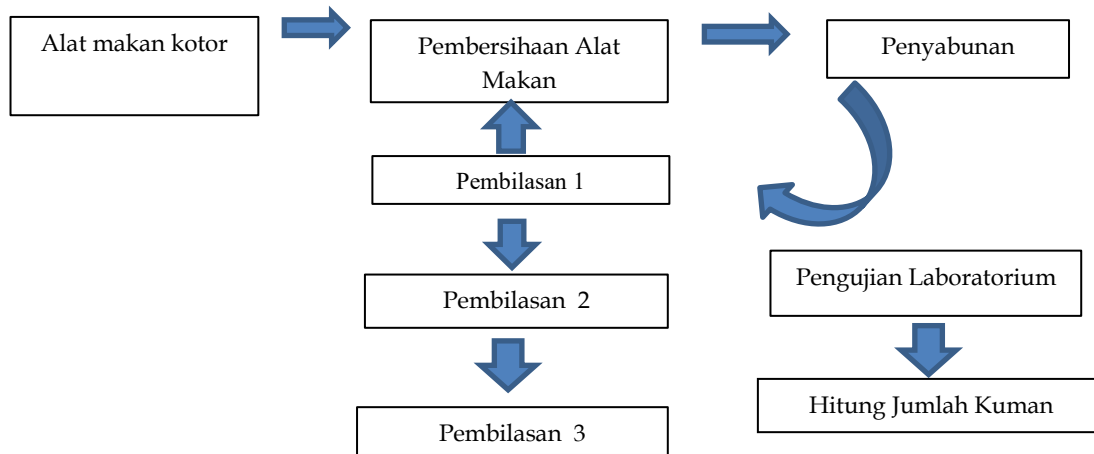 Alat makan kotor
Pembersihaan Alat
Makan
Penyabunan
Pembilasan 1
Pembilasan 2
Pembilasan 3
Pengujian Laboratorium
Hitung Jumlah Kuman